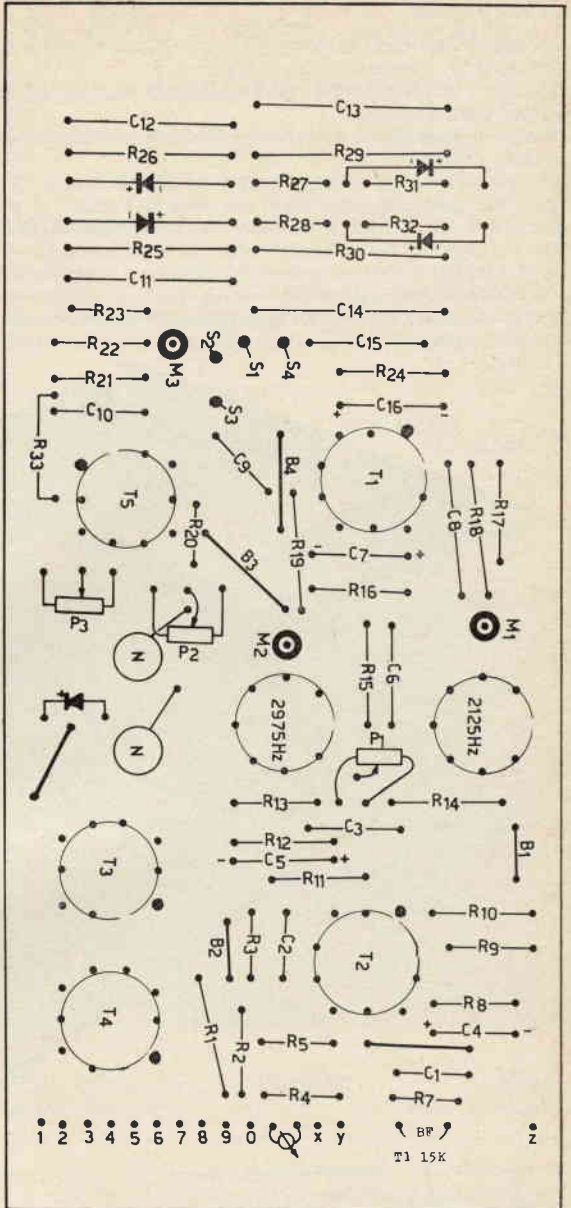 C13
C12
R26
R29
+ -
R27
R31
- +
- +
R28
R32
+ -
R25
R30
C11
R23
C14
R22
M3
S2
S1
S4
C15
R21
R24
S3
+ C16 -
C10
R33
T5
C9
B4
T1
C8
R18
R17
R20
B3
R19
- C7 +
R16
P3
P2
N
M2
M1
R15
C6
2975Hz
2125Hz
+
P
N
R13
R14
C3
R12
- C5 +
R11
B1
T3
R10
B2
R3
C2
T2
R9
T4
R1
R2
R8
+ C4 -
R5
C1
R4
R7
1 2 3 4 5 6 7 8 9 0 x y BF z
T1 15K